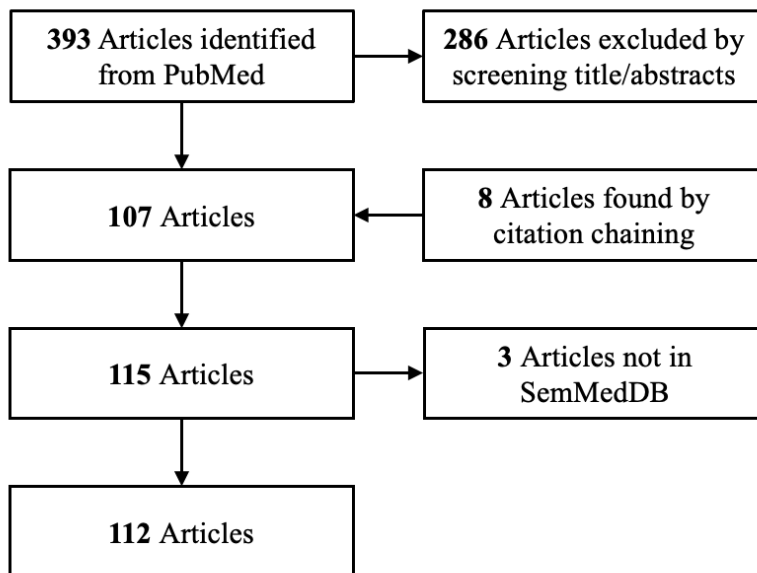 393 Articles identified
from PubMed
286 Articles excluded by
screening title/abstracts
107 Articles
8 Articles found by
citation chaining
115 Articles
3 Articles not in
SemMedDB
112 Articles